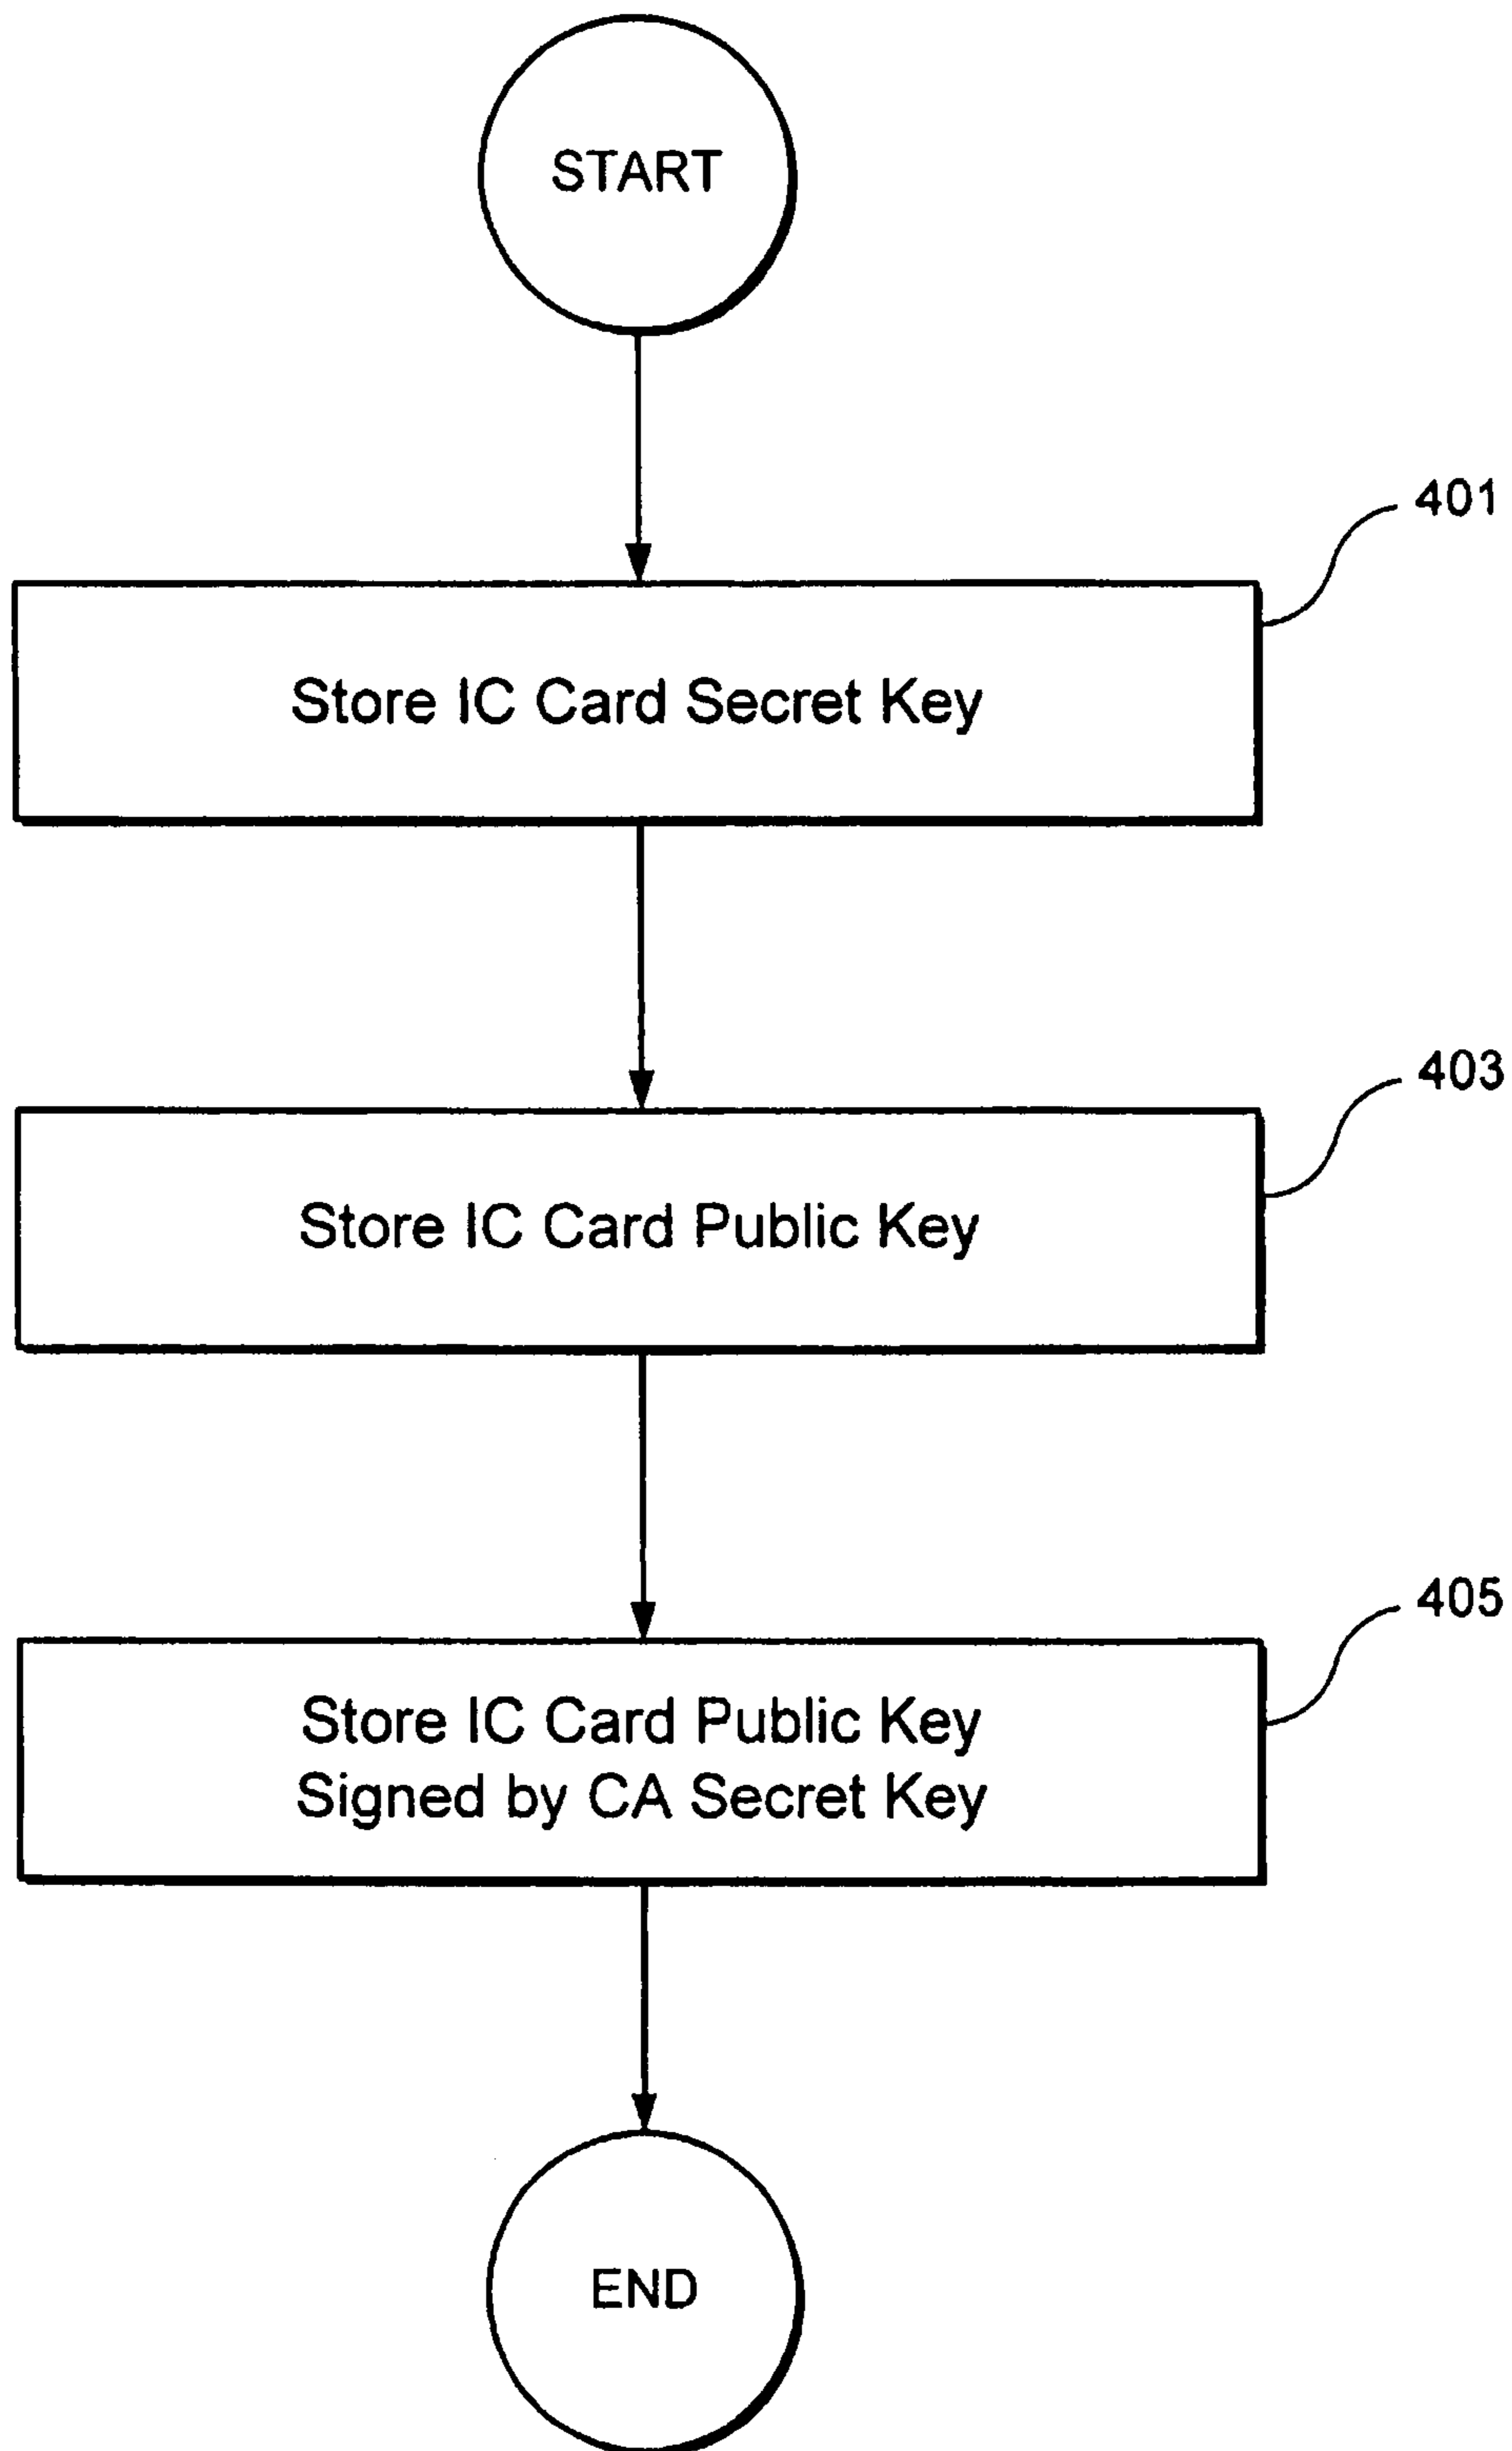 START
401
Store IC Card Secret Key
403
Store IC Card Public Key
405
Store IC Card Public Key
Signed by CA Secret Key
END